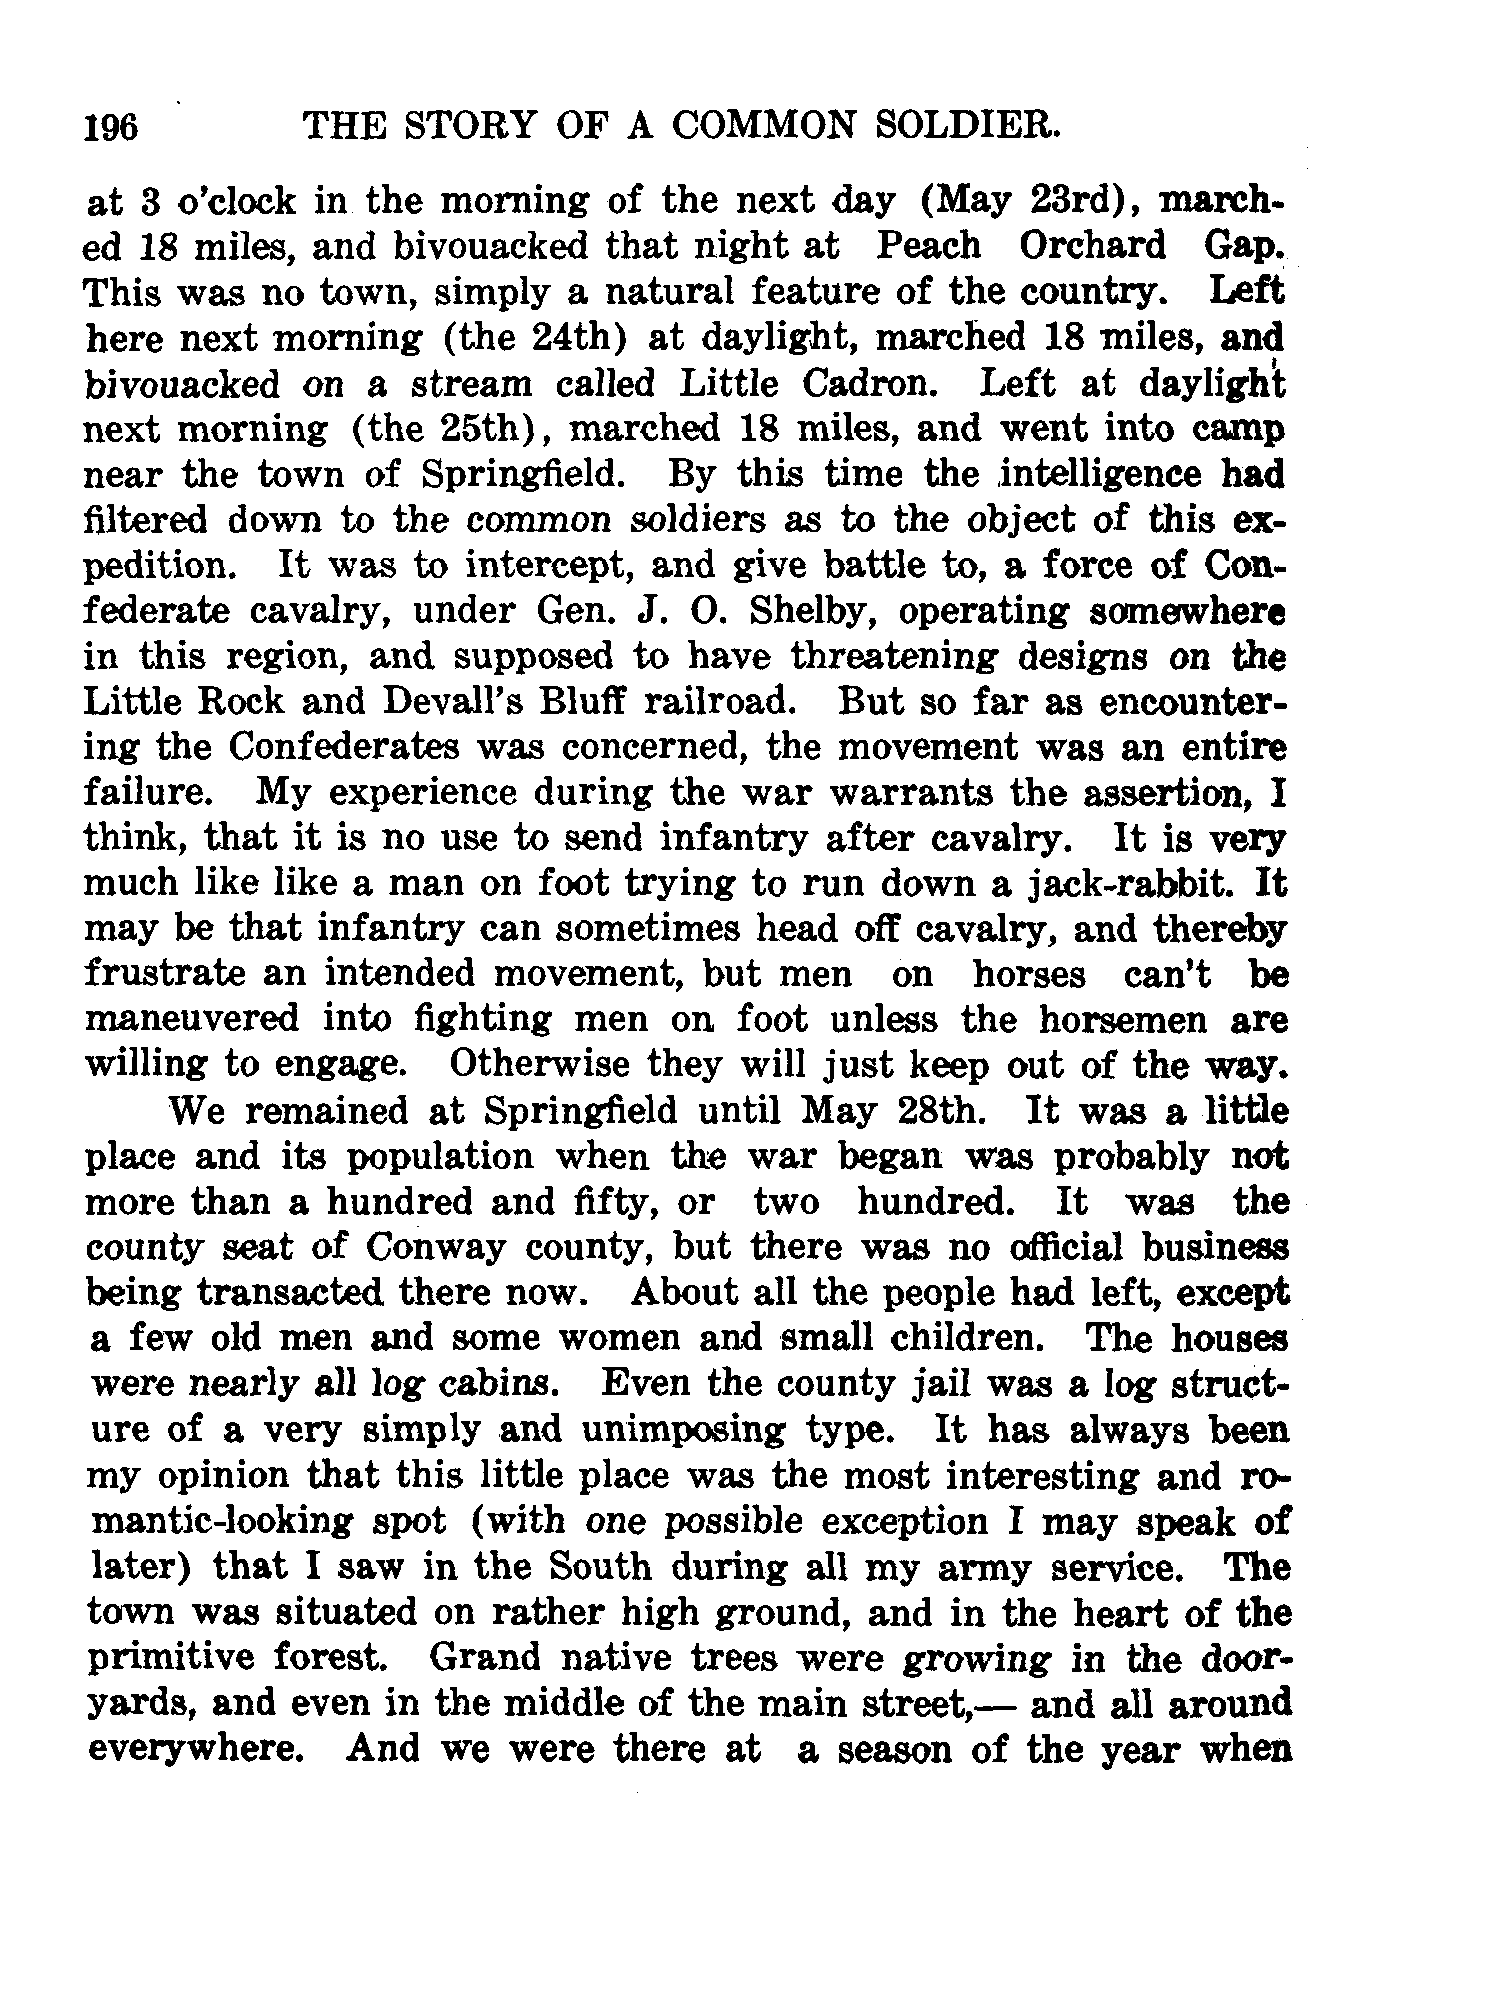 196 THE STORY OF A COMMON SOLDIER.
at 3 o'clock in the morning of the next day (May 23rd), march-
ed 18 miles, and bivouacked that night at Peach Orchard Gap.
This was no town, simply a natural feature of the country. Left
here next morning (the 24th) at daylight, marched 18 miles, and
bivouacked on a stream called Little Cadron. Left at daylight
next morning (the 25th), marched 18 miles, and went into camp
near the town of Springfield. By this time the intelligence had
filtered down to the common soldiers as to the object of this ex-
pedition. It was to intercept, and give battle to, a force of Con-
federate cavalry, under Gen. J. O. Shelby, operating somewhere
in this region, and supposed to have threatening designs on the
Little Rock and Devall's Bluff railroad. But so far as encounter-
ing the Confederates was concerned, the movement was an entire
failure. My experience during the war warrants the assertion, I
think, that it is no use to send infantry after cavalry. It is very
much like like a man on foot trying to run down a jack-rabbit. It
may be that infantry can sometimes head off cavalry, and thereby
frustrate an intended movement, but men on horses can't be
maneuvered into fighting men on foot unless the horsemen are
willing to engage. Otherwise they will just keep out of the way.
We remained at Springfield until May 28th. It was a little
place and its population when the war began was probably not
more than a hundred and fifty, or two hundred. It was the
county seat of Conway county, but there was no official business
being transacted there now. About all the people had left, except
a few old men and some women and small children. The houses
were nearly all log cabins. Even the county jail was a log struct-
ure of a very simply and unimposing type. It has always been
my opinion that this little place was the most interesting and ro-
mantic-looking spot (with one possible exception I may speak of
later) that I saw in the South during all my army service. The
town was situated on rather high ground, and in the heart of the
primitive forest. Grand native trees were growing in the door-
yards, and even in the middle of the main street,— and all around
everywhere. And we were there at a season of the year when